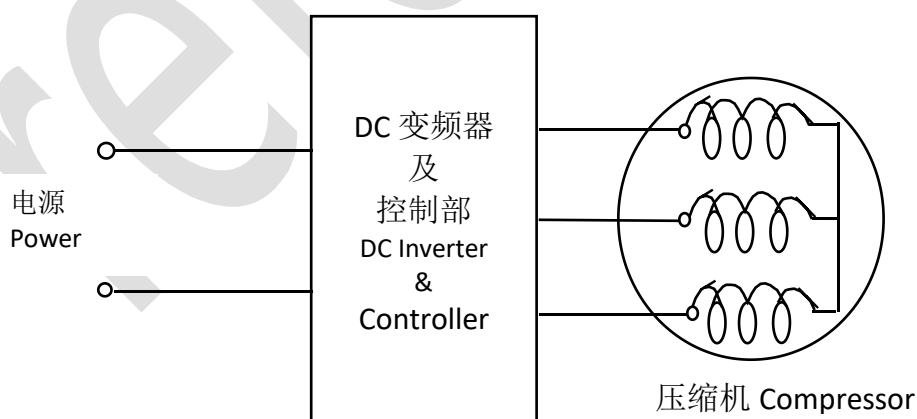 电源
Power
DC 变频器
及
控制部
DC Inverter
&
Controller
压缩机 Compressor